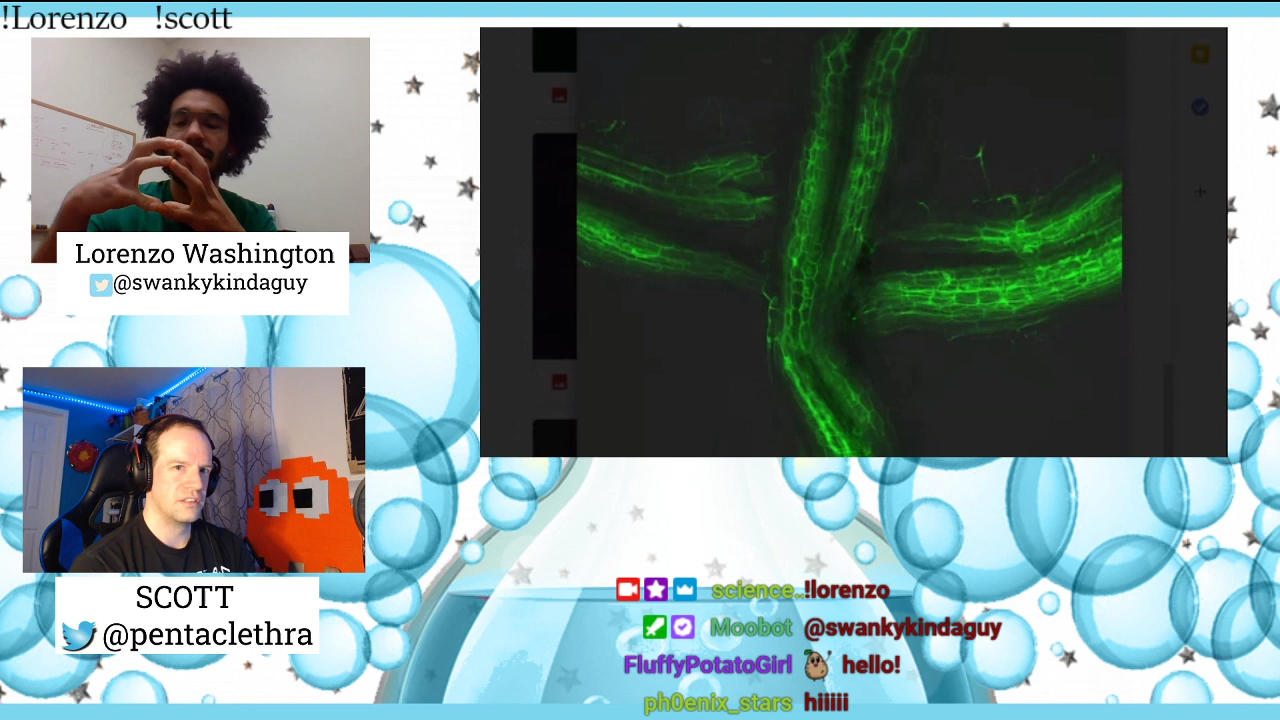 !Lorenzo !scott
Lorenzo Washington
@swankykindaguy
SCOTT
@pentaclethra
science.. !lorenzo
Moobot @swankykindaguy
FluffyPotatoGirl hello!
ph0enix_stars hiiiii